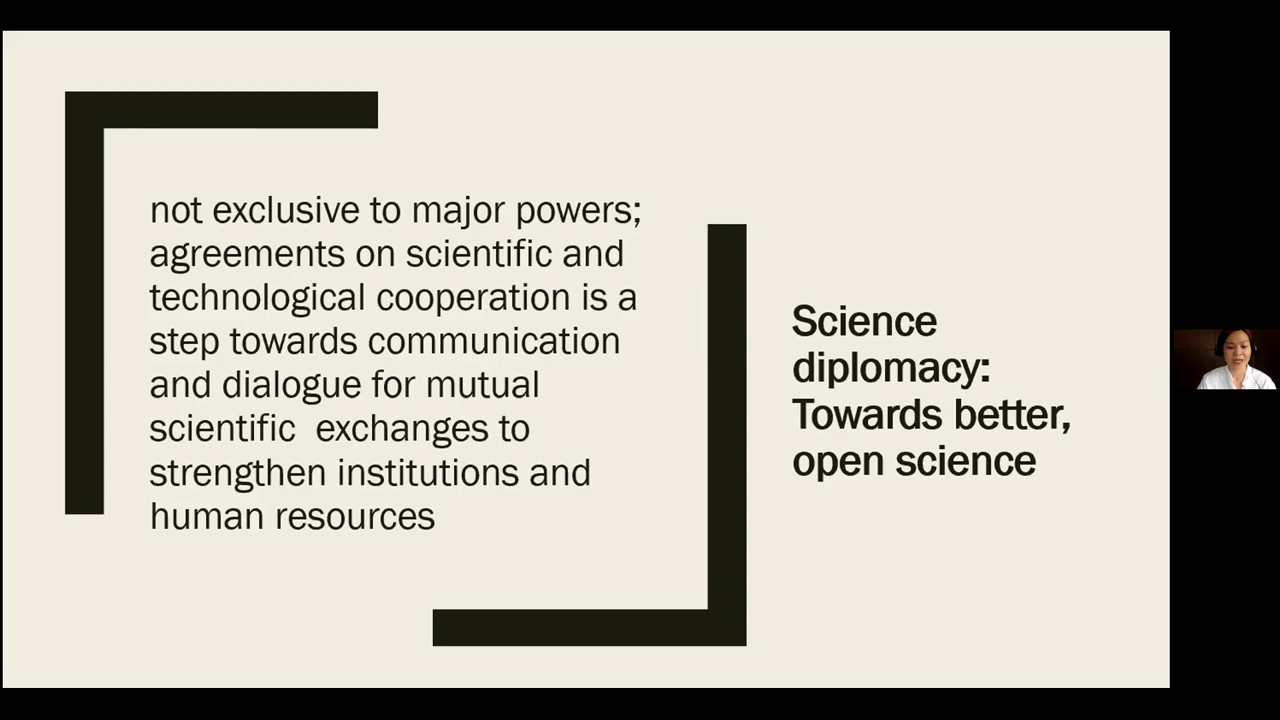 not exclusive to major powers;
agreements on scientific and
technological cooperation is a
step towards communication
and dialogue for mutual
scientific  exchanges to
strengthen institutions and
human resources
Science
diplomacy:
Towards better,
open science